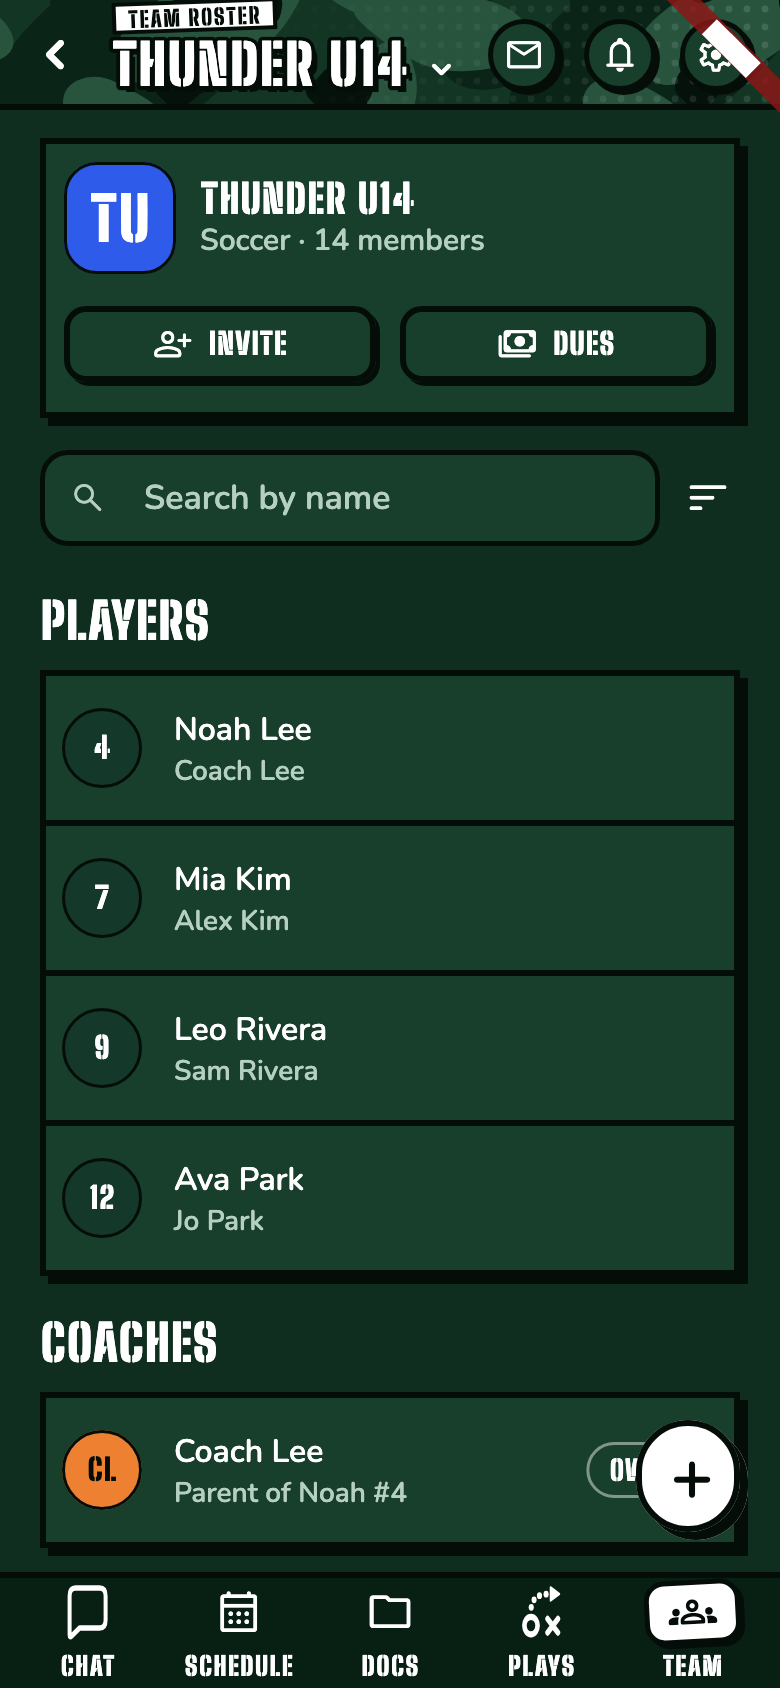 TEAM ROSTER
THUNDER U14
TU
THUNDER U14
Soccer · 14 members
INVITE
DUES
Search by name
PLAYERS
4
Noah Lee
Coach Lee
7
Mia Kim
Alex Kim
9
Leo Rivera
Sam Rivera
12
Ava Park
Jo Park
COACHES
CL
Coach Lee
Parent of Noah #4
CHAT
SCHEDULE
DOCS
PLAYS
TEAM